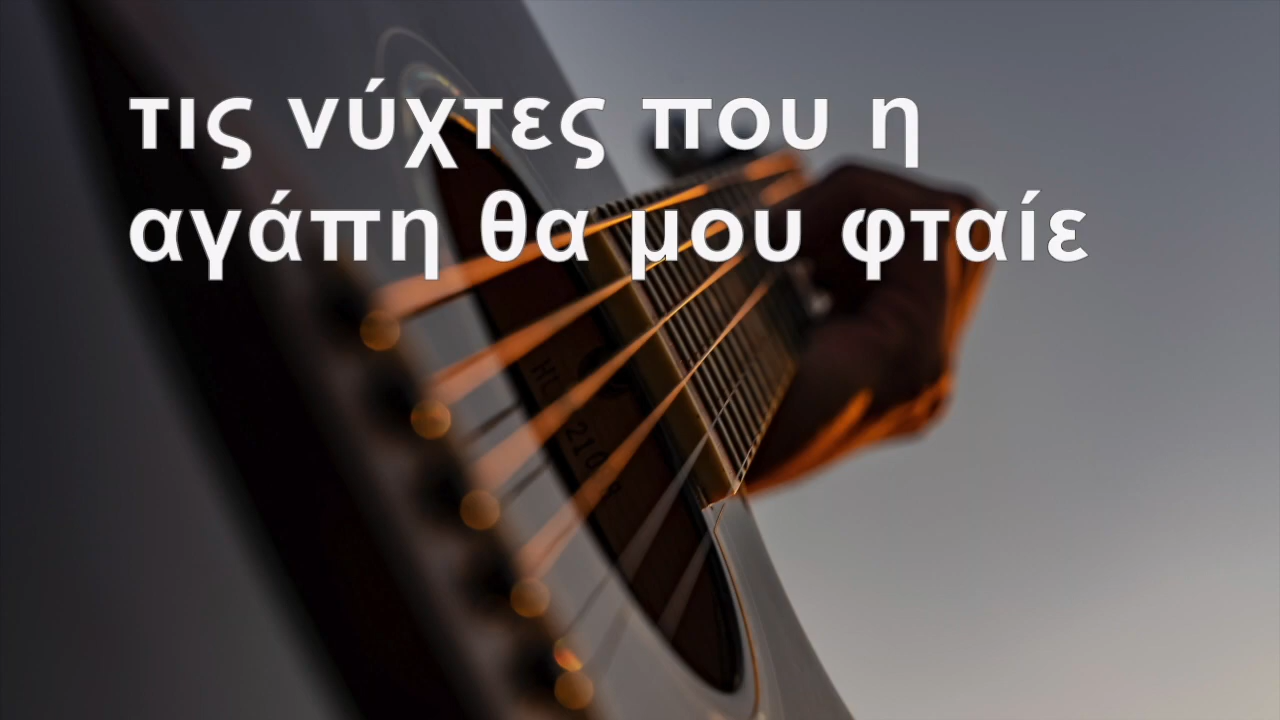 τις νύχτες που η
αγάπη θα μου φταίε